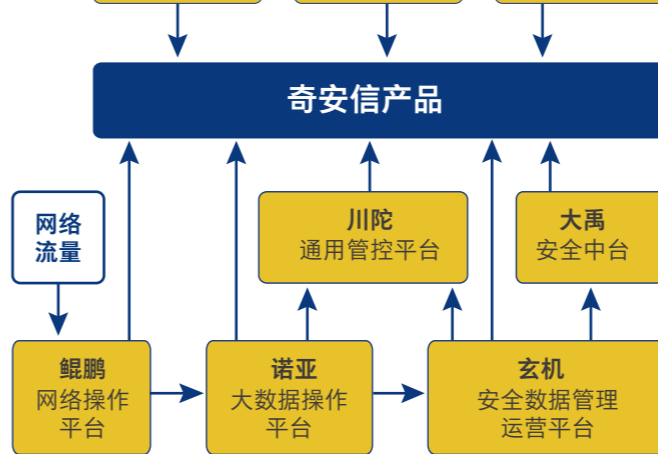 奇安信产品
网络
流量
川陀
通用管控平台
大禹
安全中台
鲲鹏
网络操作
平台
诺亚
大数据操作
平台
玄机
安全数据管理
运营平台